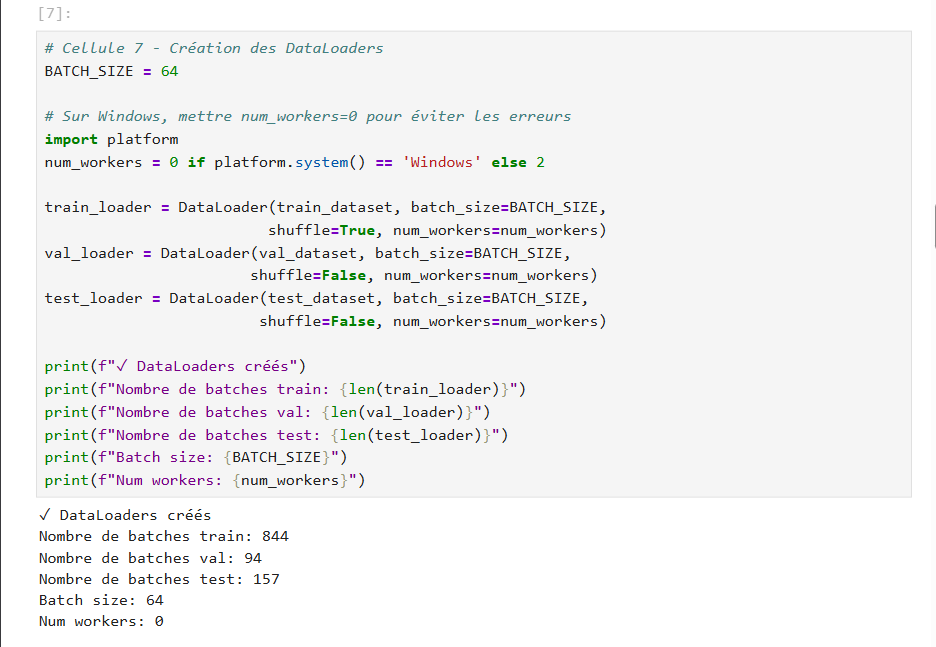 [7]:
# Cellule 7 - Création des DataLoaders
BATCH_SIZE = 64
# Sur Windows, mettre num_workers=0 pour éviter les erreurs
import platform
num_workers = 0 if platform.system() == 'Windows' else 2
train_loader = DataLoader(train_dataset, batch_size=BATCH_SIZE,
shuffle=True, num_workers=num_workers)
val_loader = DataLoader(val_dataset, batch_size=BATCH_SIZE,
shuffle=False, num_workers=num_workers)
test_loader = DataLoader(test_dataset, batch_size=BATCH_SIZE,
shuffle=False, num_workers=num_workers)
print(f"✓ DataLoaders créés")
print(f"Nombre de batches train: {len(train_loader)}")
print(f"Nombre de batches val: {len(val_loader)}")
print(f"Nombre de batches test: {len(test_loader)}")
print(f"Batch size: {BATCH_SIZE}")
print(f"Num workers: {num_workers}")
✓ DataLoaders créés
Nombre de batches train: 844
Nombre de batches val: 94
Nombre de batches test: 157
Batch size: 64
Num workers: 0